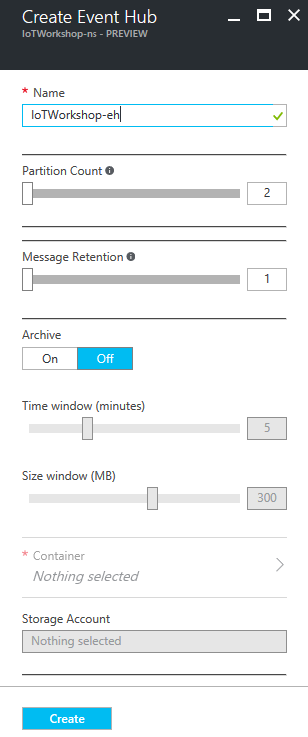 Create Event Hub
IoTWorkshop-ns - PREVIEW
* Name
IoTWorkshop-eh
Partition Count
2
Message Retention
1
Archive
On Off
Time window (minutes)
5
Size window (MB)
300
* Container
Nothing selected
Storage Account
Nothing selected
Create